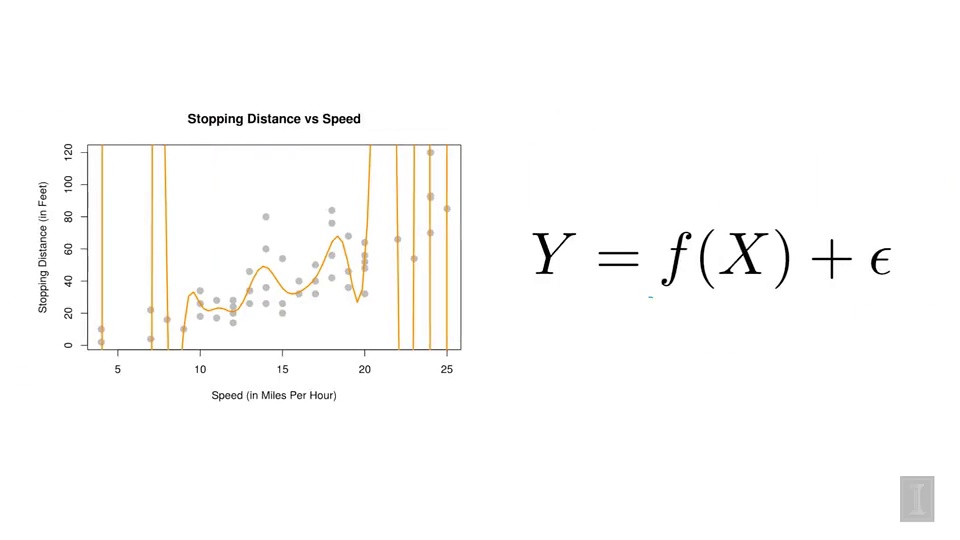 Stopping Distance vs Speed
Stopping Distance (in Feet)
120
100
80
60
40
20
0
5 10 15 20 25
Speed (in Miles Per Hour)
Y = f(X) + ϵ
I